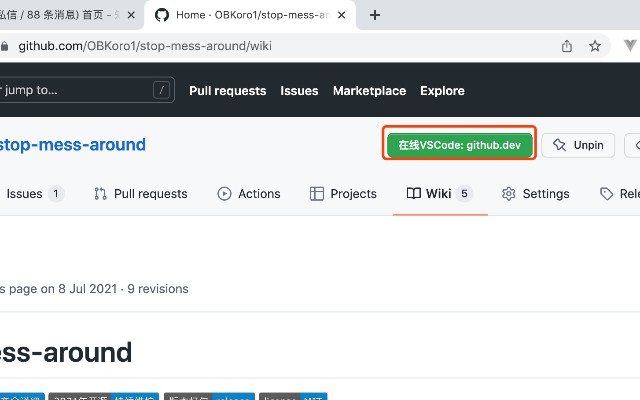 私信 / 88 条消息) 首页 -
Home · OBKoro1/stop-mess-ar
github.com/OBKoro1/stop-mess-around/wiki
r jump to...
/
Pull requests Issues Marketplace Explore
stop-mess-around
在线VSCode: github.dev
Unpin
Issues 1 Pull requests Actions Projects Wiki 5 Settings Rele
s page on 8 Jul 2021 · 9 revisions
ess-around
release
license MIT